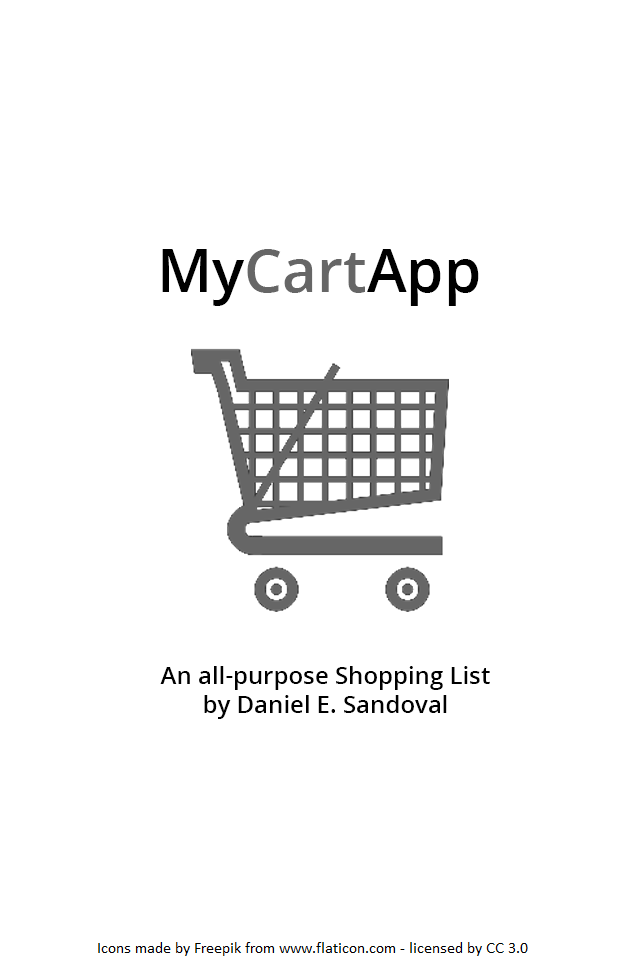 MyCartApp
An all-purpose Shopping List
by Daniel E. Sandoval
Icons made by Freepik from www.flaticon.com - licensed by CC 3.0